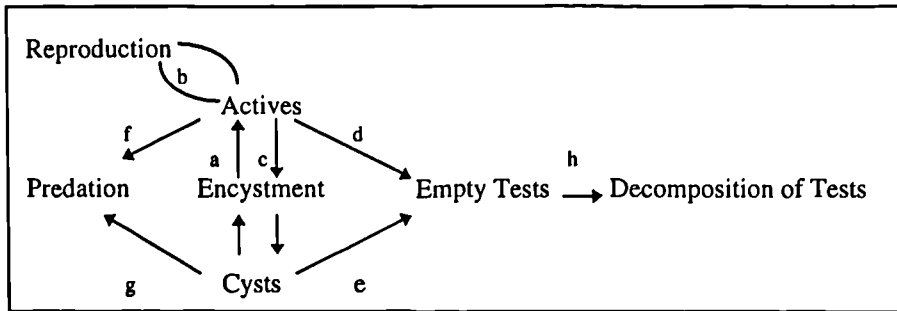 Reproduction
b
Actives
f
a
c
d
h
Predation
Encystment
Empty Tests
Decomposition of Tests
Cysts
g
e